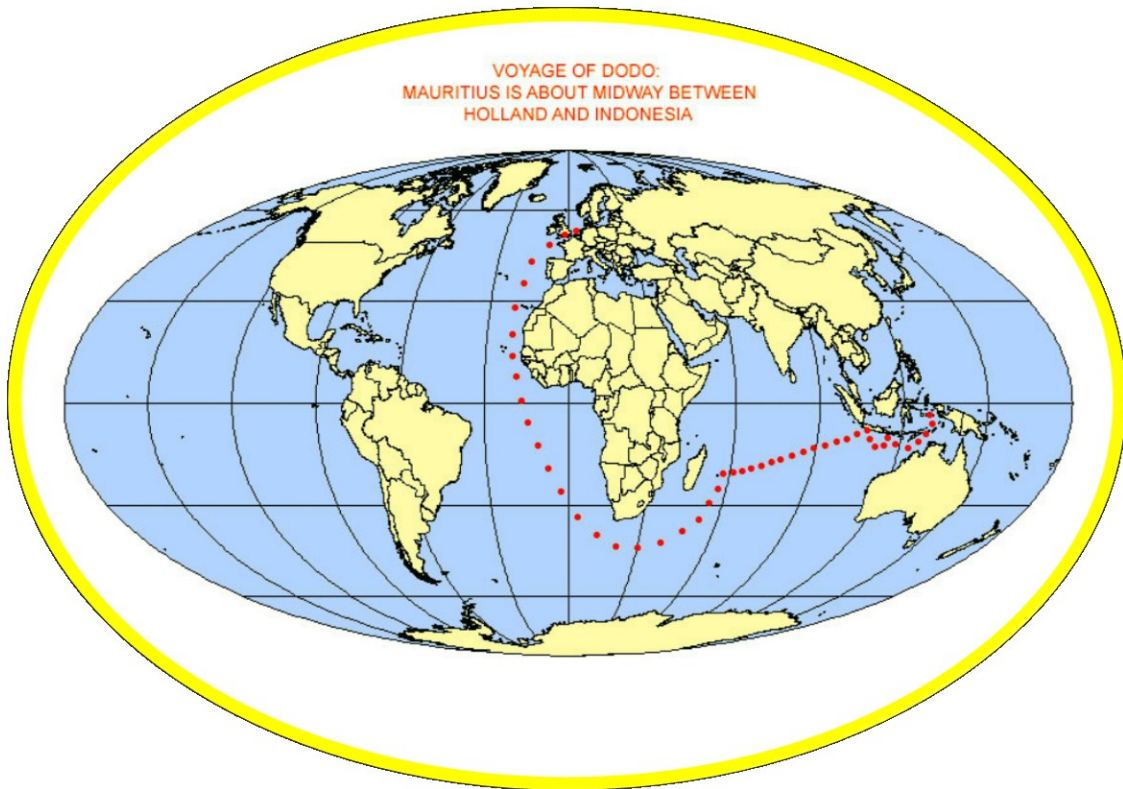 VOYAGE OF DODO:
MAURITIUS IS ABOUT MIDWAY BETWEEN
HOLLAND AND INDONESIA